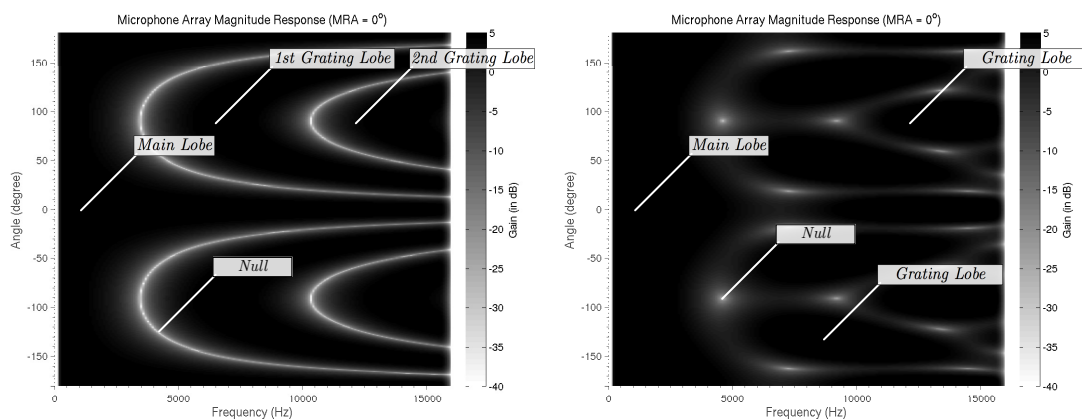 Microphone Array Magnitude Response (MRA = 0°)
1st Grating Lobe
2nd Grating Lobe
Main Lobe
Null
Angle (degree)
150
100
50
0
-50
-100
-150
0
5000
10000
15000
Frequency (Hz)
5
0
-5
-10
-15
-20
-25
-30
-35
-40
Gain (in dB)
Microphone Array Magnitude Response (MRA = 0°)
Grating Lobe
Main Lobe
Null
Grating Lobe
Angle (degree)
150
100
50
0
-50
-100
-150
0
5000
10000
15000
Frequency (Hz)
5
0
-5
-10
-15
-20
-25
-30
-35
-40
Gain (in dB)